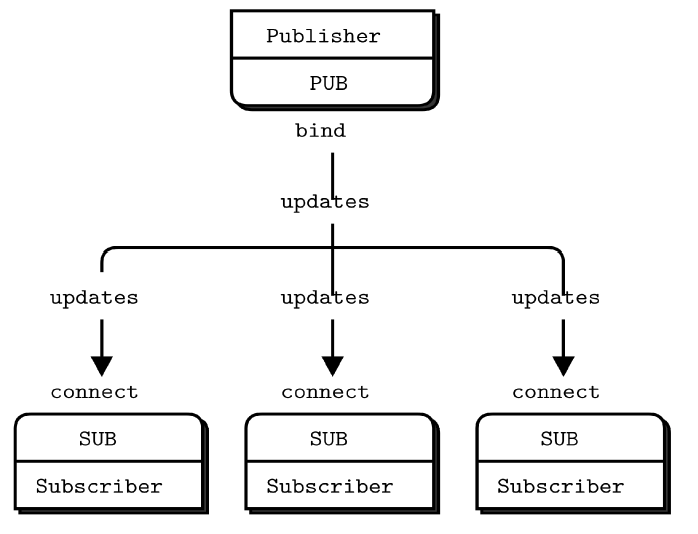 Publisher
PUB
bind
updates
updates updates updates
connect connect connect
SUB SUB SUB
Subscriber Subscriber Subscriber